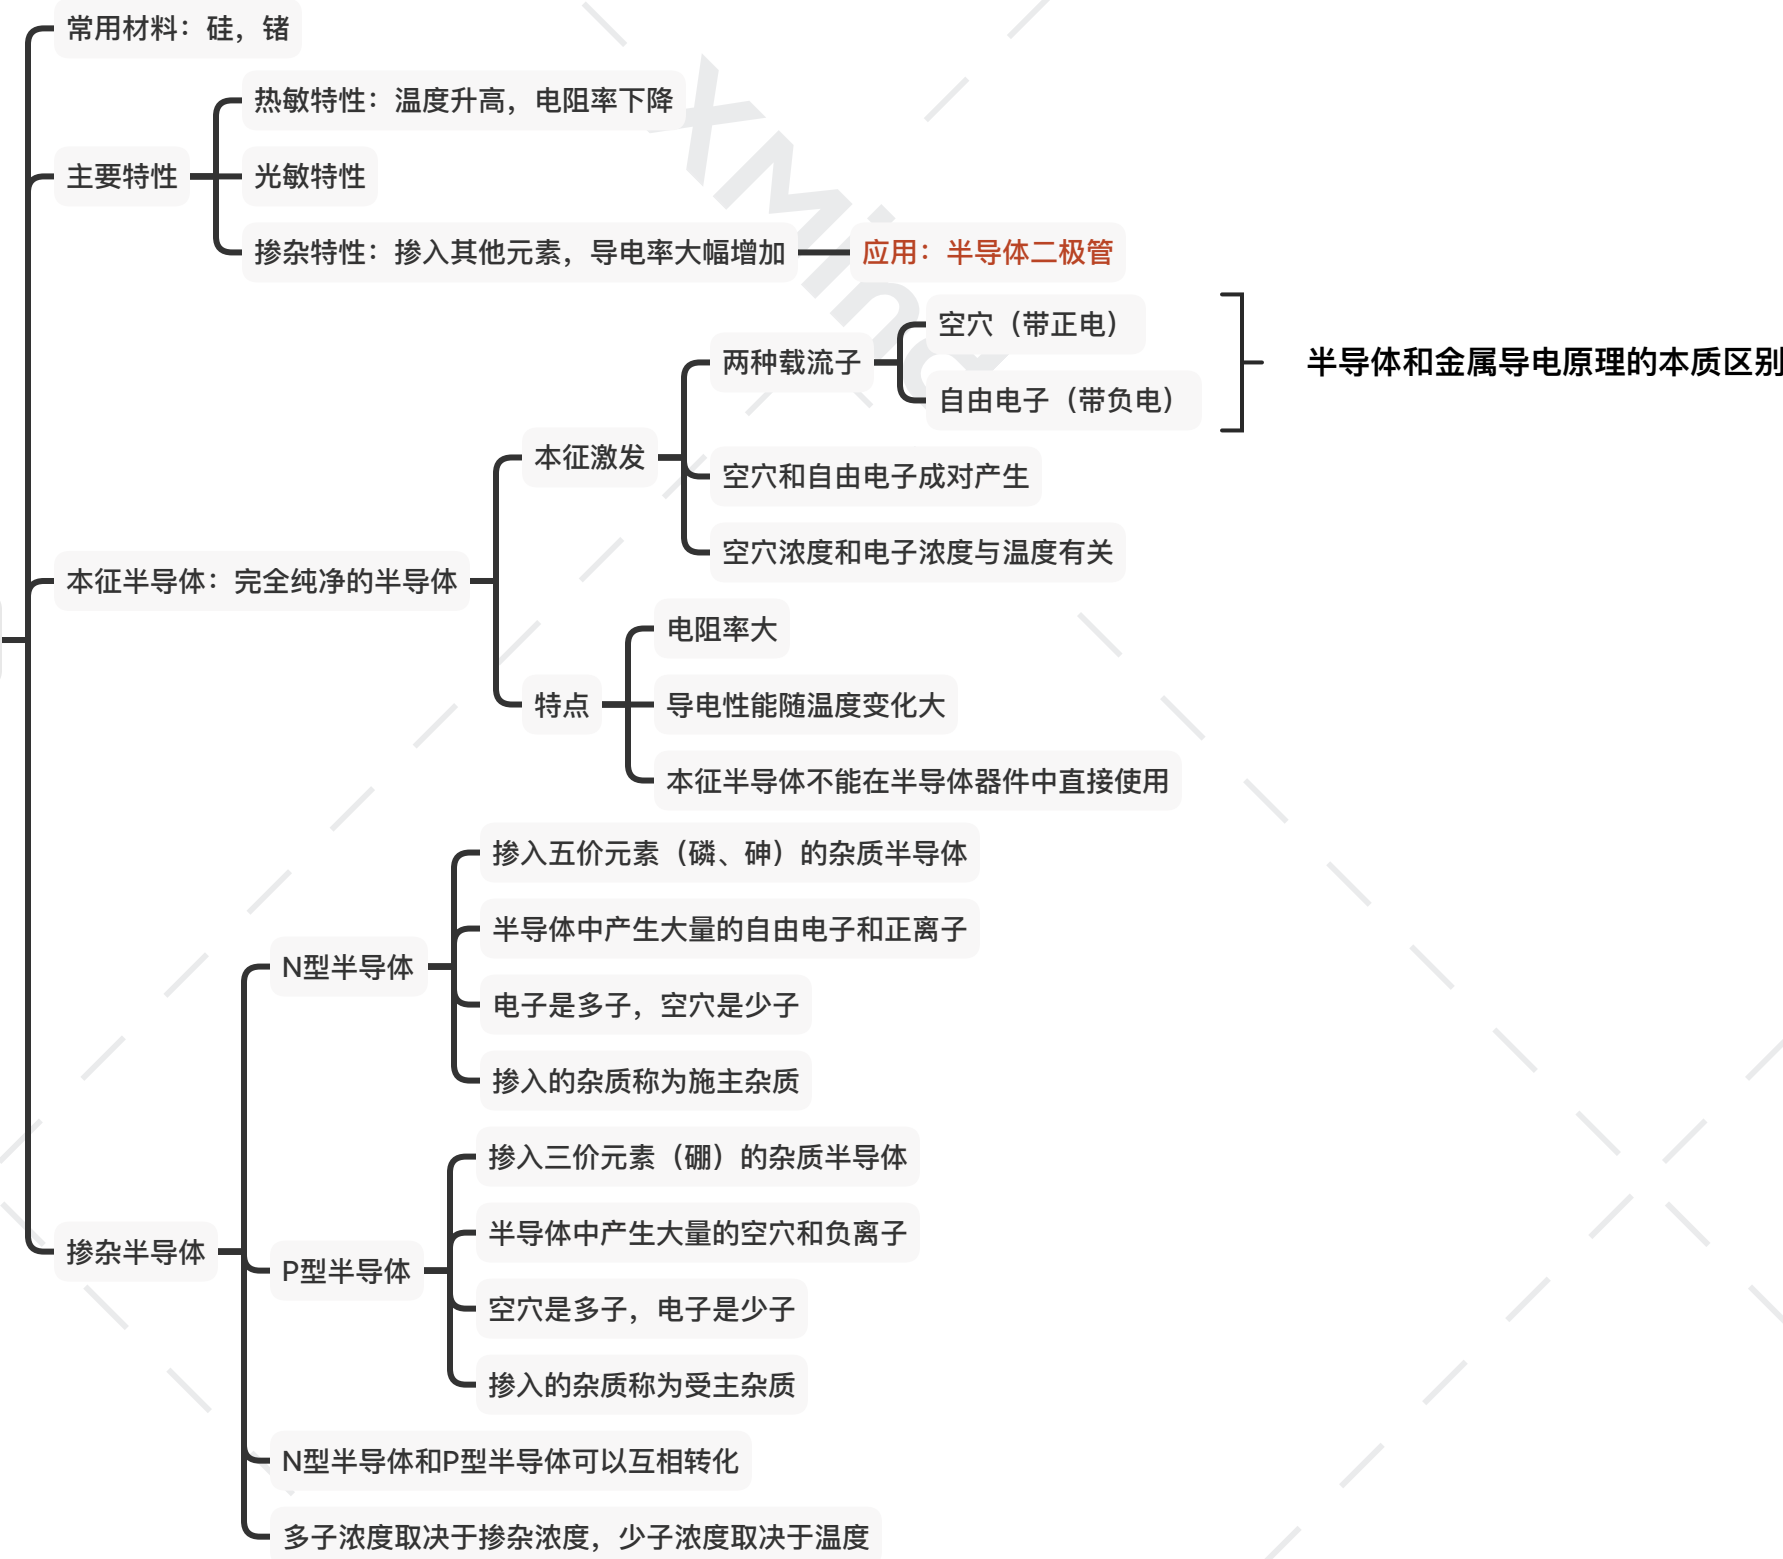 常用材料：硅，锗
主要特性
热敏特性：温度升高，电阻率下降
光敏特性
掺杂特性：掺入其他元素，导电率大幅增加
应用：半导体二极管
本征半导体：完全纯净的半导体
本征激发
两种载流子
空穴（带正电）
自由电子（带负电）
半导体和金属导电原理的本质区别
空穴和自由电子成对产生
空穴浓度和电子浓度与温度有关
特点
电阻率大
导电性能随温度变化大
本征半导体不能在半导体器件中直接使用
掺杂半导体
N型半导体
掺入五价元素（磷、砷）的杂质半导体
半导体中产生大量的自由电子和正离子
电子是多子，空穴是少子
掺入的杂质称为施主杂质
P型半导体
掺入三价元素（硼）的杂质半导体
半导体中产生大量的空穴和负离子
空穴是多子，电子是少子
掺入的杂质称为受主杂质
N型半导体和P型半导体可以互相转化
多子浓度取决于掺杂浓度，少子浓度取决于温度
XMind